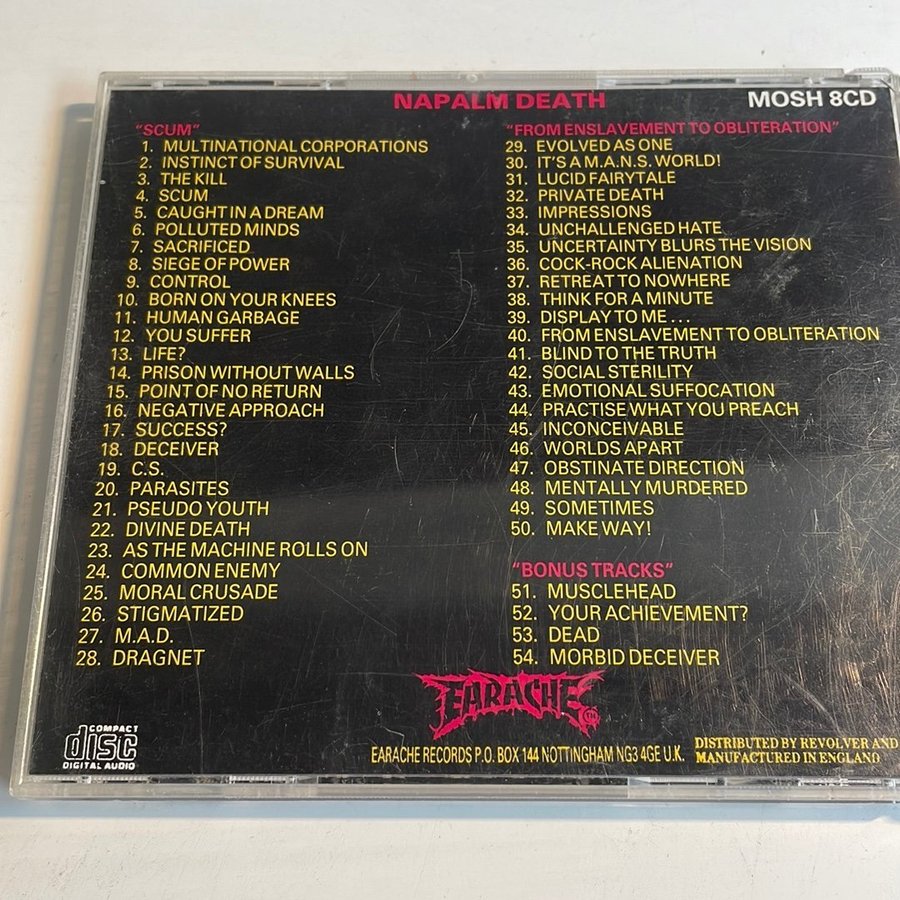 NAPALM DEATH
MOSH 8CD
"SCUM"
1. MULTINATIONAL CORPORATIONS
2. INSTINCT OF SURVIVAL
3. THE KILL
4. SCUM
5. CAUGHT IN A DREAM
6. POLLUTED MINDS
7. SACRIFICED
8. SIEGE OF POWER
9. CONTROL
10. BORN ON YOUR KNEES
11. HUMAN GARBAGE
12. YOU SUFFER
13. LIFE?
14. PRISON WITHOUT WALLS
15. POINT OF NO RETURN
16. NEGATIVE APPROACH
17. SUCCESS?
18. DECEIVER
19. C.S.
20. PARASITES
21. PSEUDO YOUTH
22. DIVINE DEATH
23. AS THE MACHINE ROLLS ON
24. COMMON ENEMY
25. MORAL CRUSADE
26. STIGMATIZED
27. M.A.D.
28. DRAGNET
"FROM ENSLAVEMENT TO OBLITERATION"
29. EVOLVED AS ONE
30. IT'S A M.A.N.S. WORLD!
31. LUCID FAIRYTALE
32. PRIVATE DEATH
33. IMPRESSIONS
34. UNCHALLENGED HATE
35. UNCERTAINTY BLURS THE VISION
36. COCK-ROCK ALIENATION
37. RETREAT TO NOWHERE
38. THINK FOR A MINUTE
39. DISPLAY TO ME...
40. FROM ENSLAVEMENT TO OBLITERATION
41. BLIND TO THE TRUTH
42. SOCIAL STERILITY
43. EMOTIONAL SUFFOCATION
44. PRACTISE WHAT YOU PREACH
45. INCONCEIVABLE
46. WORLDS APART
47. OBSTINATE DIRECTION
48. MENTALLY MURDERED
49. SOMETIMES
50. MAKE WAY!
"BONUS TRACKS"
51. MUSCLEHEAD
52. YOUR ACHIEVEMENT?
53. DEAD
54. MORBID DECEIVER
COMPACT
disc
DIGITAL AUDIO
EARACHE
EARACHE RECORDS P.O. BOX 144 NOTTINGHAM NG3 4GE U.K.
DISTRIBUTED BY REVOLVER AND
MANUFACTURED IN ENGLAND